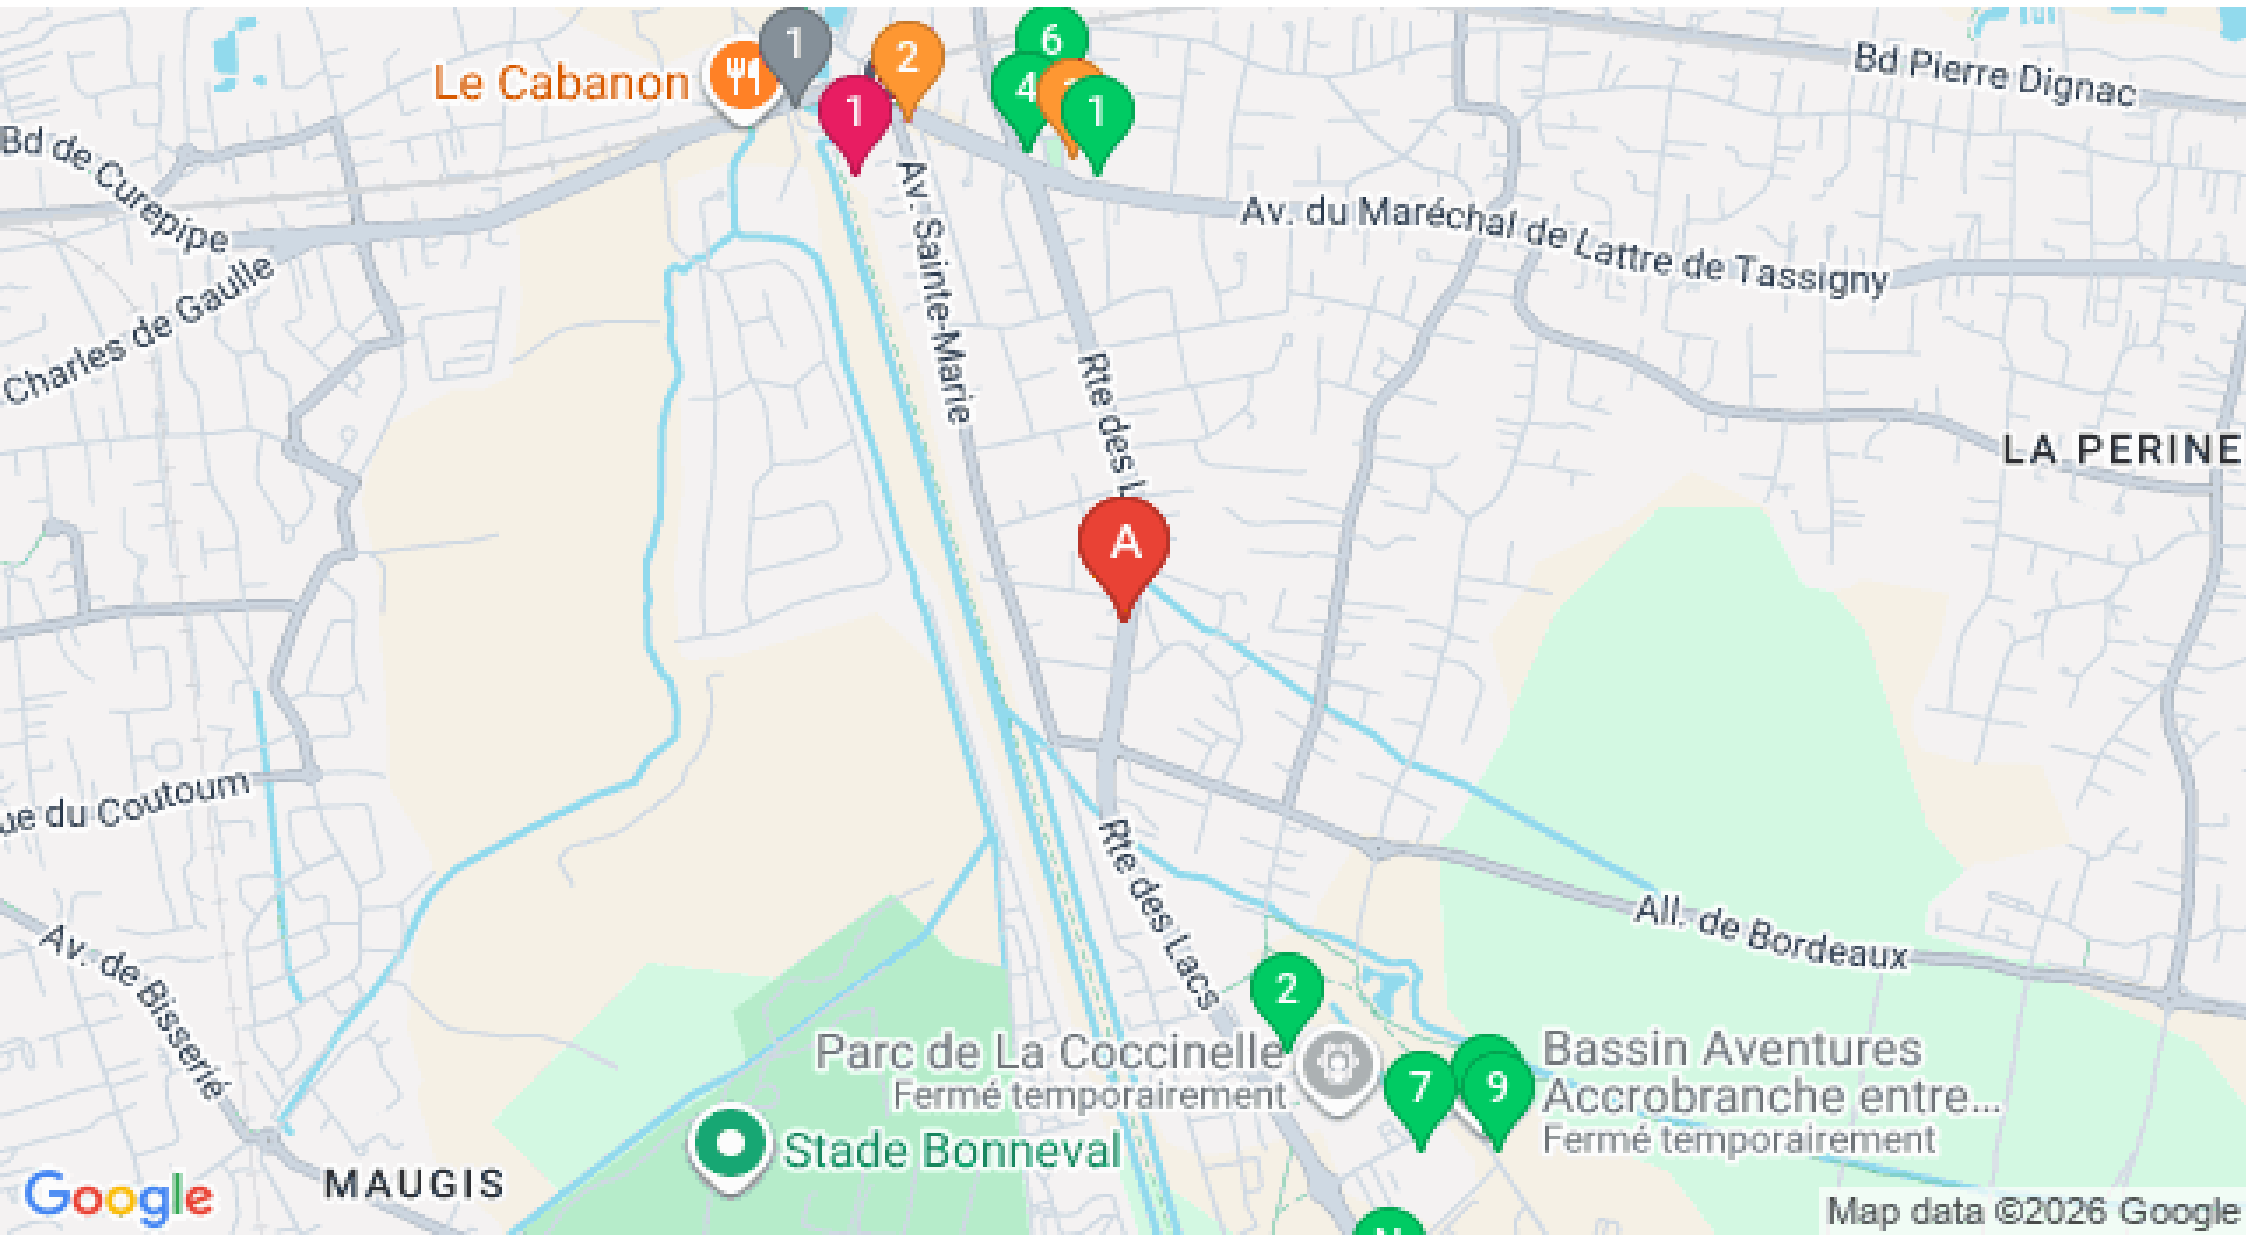 1
2
6
4
1
1
Le Cabanon
Bd Pierre Dignac
Bd de Curepipe
Av. Sainte-Marie
Av. du Maréchal de Lattre de Tassigny
Charles de Gaulle
Rte des L
LA PERINE
A
ue du Coutoum
Rte des Lacs
All. de Bordeaux
Av. de Bisserié
2
Parc de La Coccinelle
Fermé temporairement
7
9
Bassin Aventures
Accrobranche entre...
Fermé temporairement
Stade Bonneval
MAUGIS
Google
Map data ©2026 Google